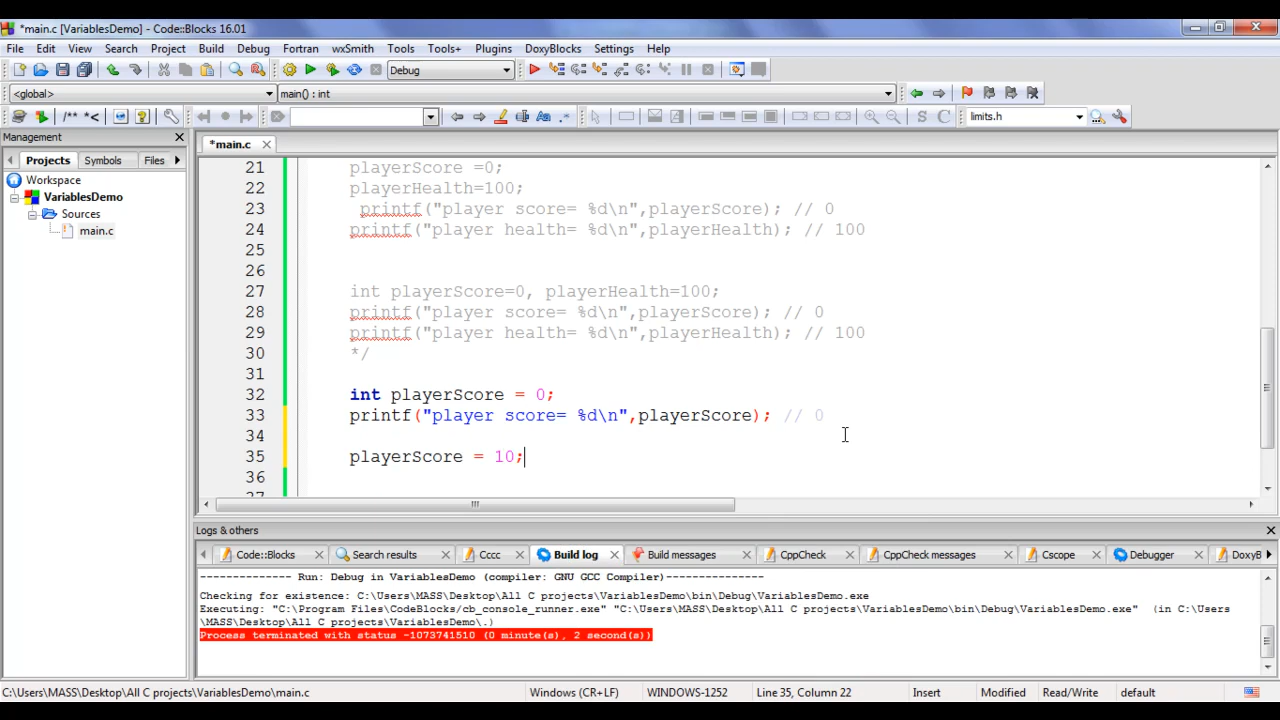 *main.c [VariablesDemo] - Code::Blocks 16.01
File Edit View Search Project Build Debug Fortran wxSmith Tools Tools+ Plugins DoxyBlocks Settings Help
Debug
<global> main() : int
/** *< limits.h
S C
Management
*main.c
Projects Symbols Files
Workspace
VariablesDemo
Sources
main.c
21 playerScore =0;
22 playerHealth=100;
23 printf("player score= %d\n",playerScore); // 0
24 printf("player health= %d\n",playerHealth); // 100
25
26
27 int playerScore=0, playerHealth=100;
28 printf("player score= %d\n",playerScore); // 0
29 printf("player health= %d\n",playerHealth); // 100
30 */
31
32 int playerScore = 0;
33 printf("player score= %d\n",playerScore); // 0
34
35 playerScore = 10;
36
37
Logs & others
Code::Blocks Search results Cccc Build log Build messages CppCheck CppCheck messages Cscope Debugger DoxyB
-------------- Run: Debug in VariablesDemo (compiler: GNU GCC Compiler)---------------
Checking for existence: C:\Users\MASS\Desktop\All C projects\VariablesDemo\bin\Debug\VariablesDemo.exe
Executing: "C:\Program Files\CodeBlocks/cb_console_runner.exe" "C:\Users\MASS\Desktop\All C projects\VariablesDemo\bin\Debug\VariablesDemo.exe" (in C:\Users
\MASS\Desktop\All C projects\VariablesDemo\.)
Process terminated with status -1073741510 (0 minute(s), 2 second(s))
C:\Users\MASS\Desktop\All C projects\VariablesDemo\main.c Windows (CR+LF) WINDOWS-1252 Line 35, Column 22 Insert Modified Read/Write default